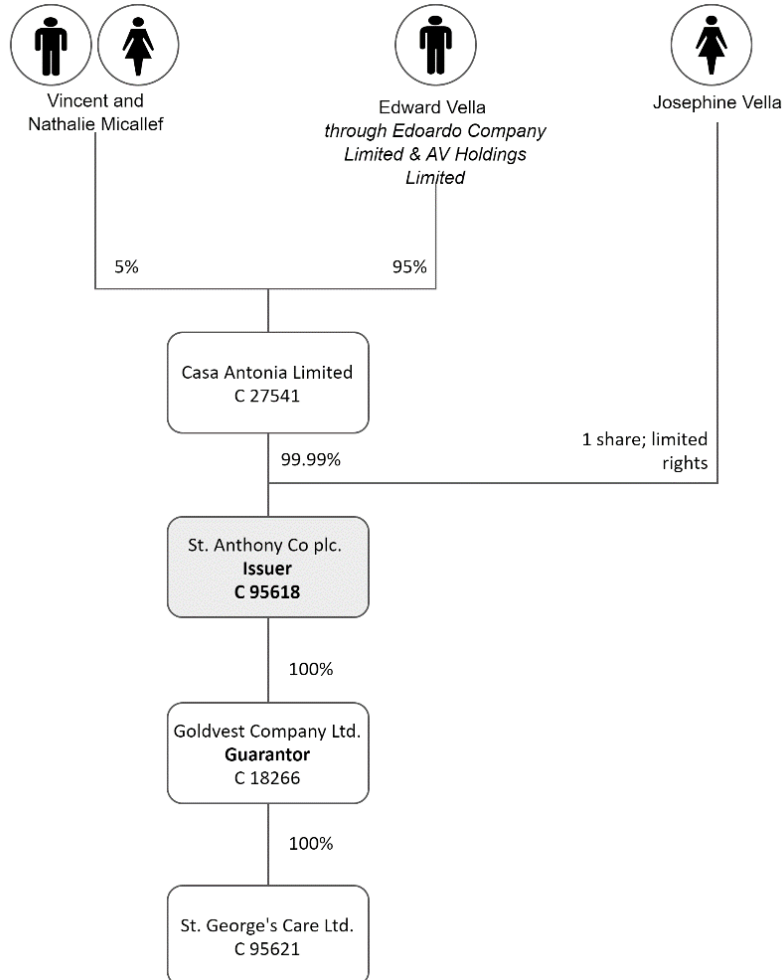 Vincent and
Nathalie Micallef
Edward Vella
through Edoardo Company
Limited & AV Holdings
Limited
Josephine Vella
5%
95%
Casa Antonia Limited
C 27541
99.99%
1 share; limited
rights
St. Anthony Co plc.
Issuer
C 95618
100%
Goldvest Company Ltd.
Guarantor
C 18266
100%
St. George's Care Ltd.
C 95621